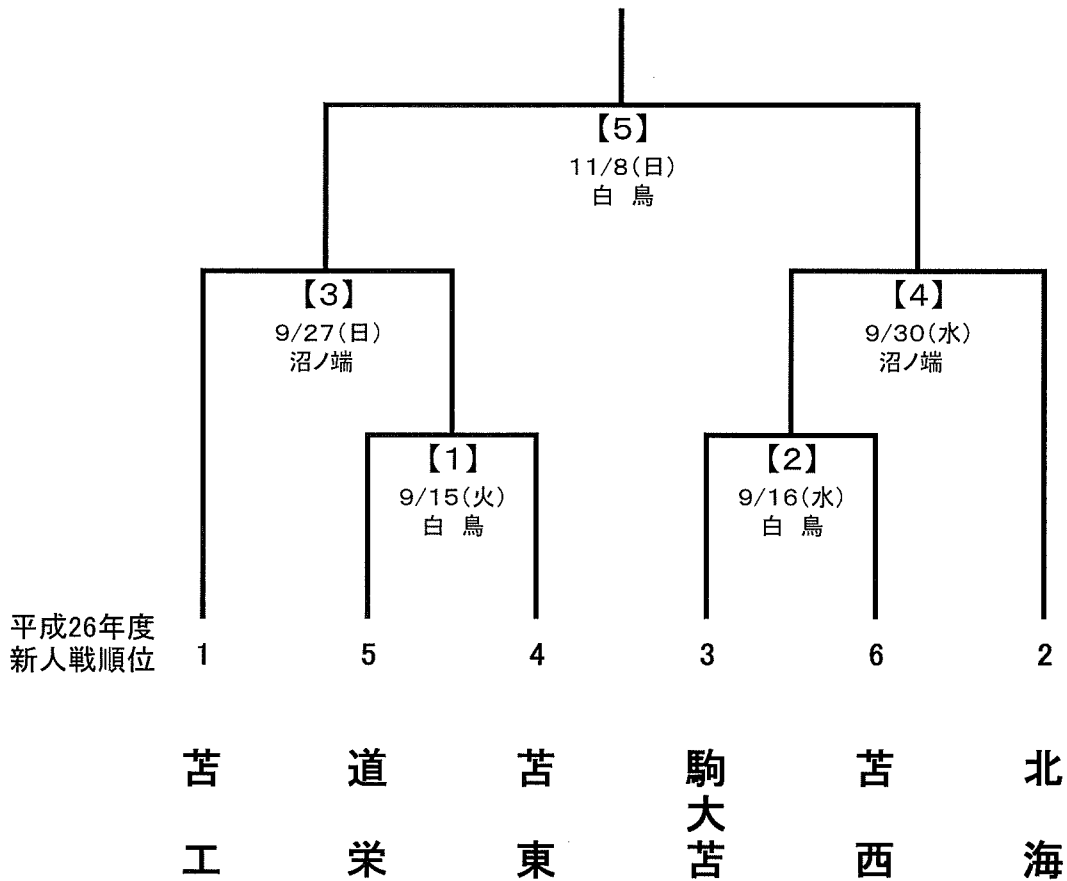 【5】
11/8(日)
白 鳥
【3】
9/27(日)
沼ノ端
【4】
9/30(水)
沼ノ端
【1】
9/15(火)
白 鳥
【2】
9/16(水)
白 鳥
平成26年度
新人戦順位
1 5 4 3 6 2
苫工
道栄
苫東
駒大苫
苫西
北海